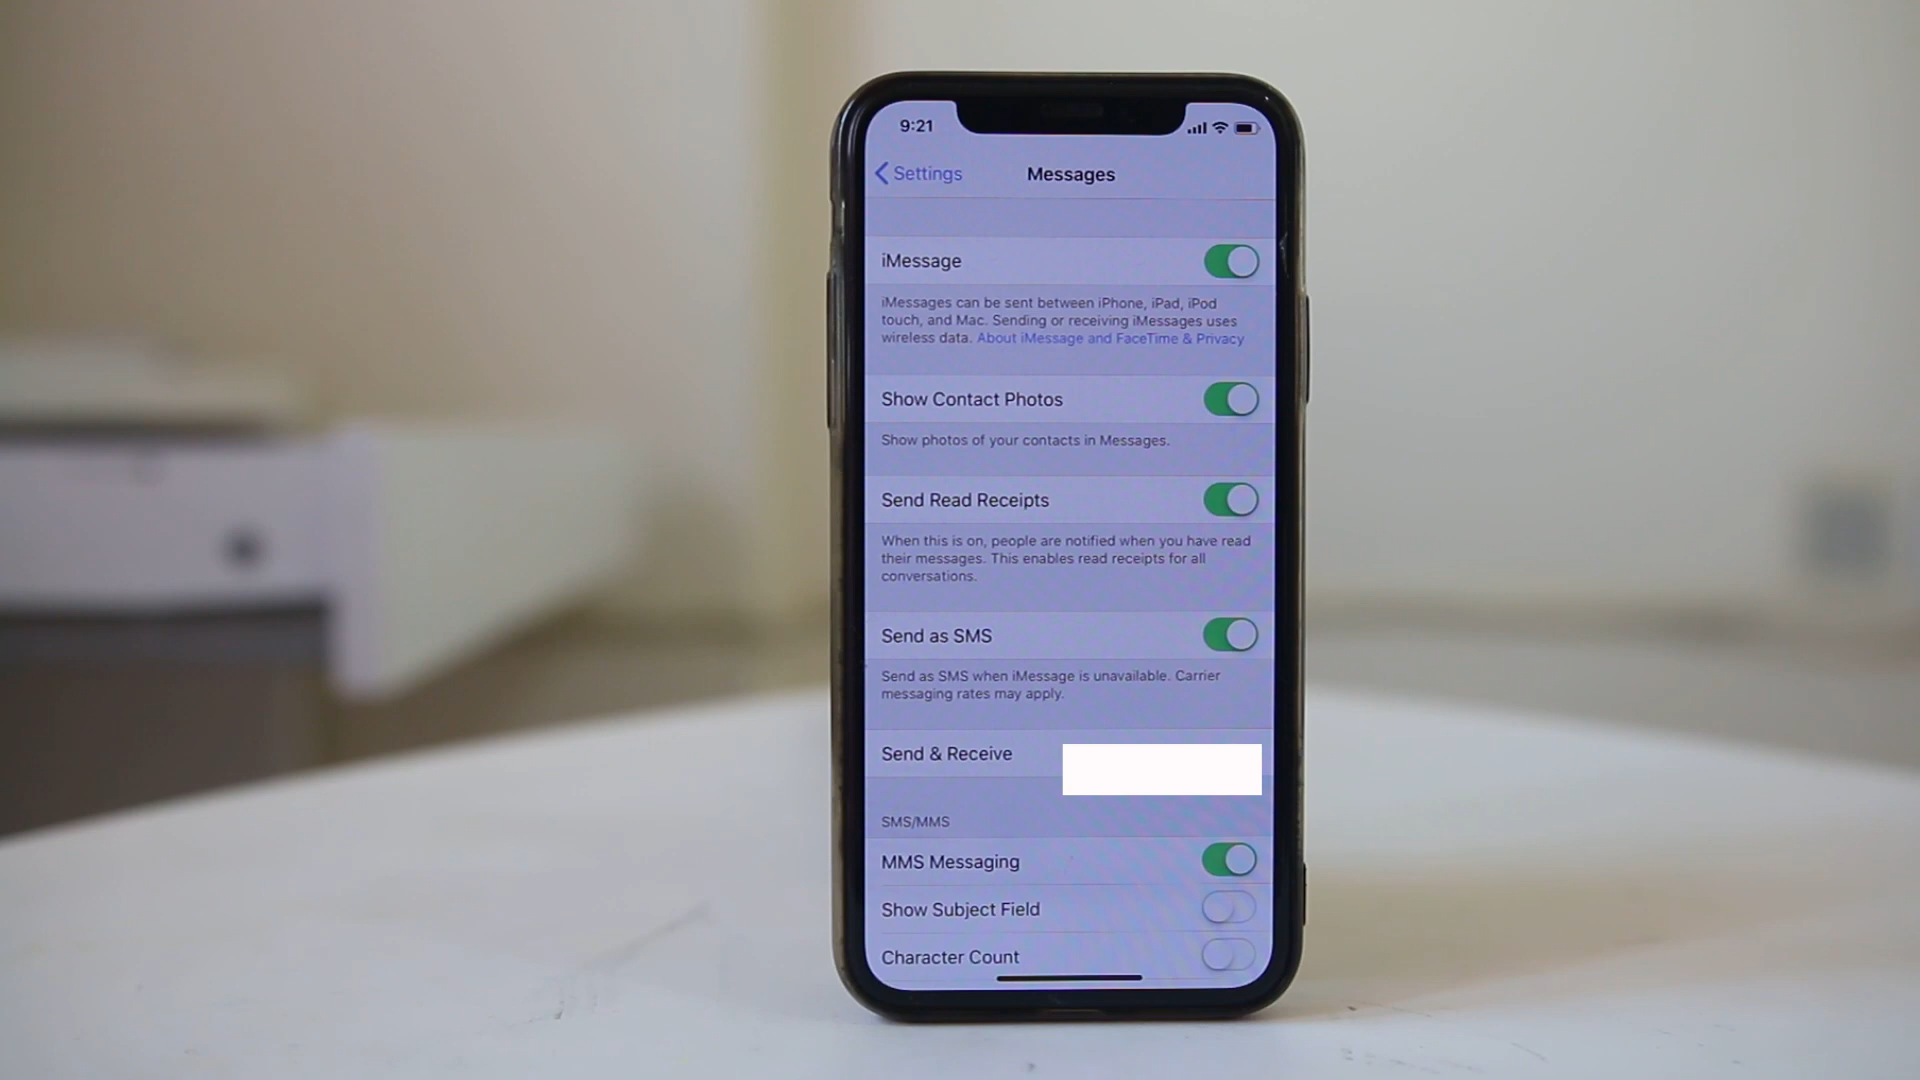 9:21
Settings
Messages
iMessage
iMessages can be sent between iPhone, iPad, iPod
touch, and Mac. Sending or receiving iMessages uses
wireless data. About iMessage and FaceTime & Privacy
Show Contact Photos
Show photos of your contacts in Messages.
Send Read Receipts
When this is on, people are notified when you have read
their messages. This enables read receipts for all
conversations.
Send as SMS
Send as SMS when iMessage is unavailable. Carrier
messaging rates may apply.
Send & Receive
SMS/MMS
MMS Messaging
Show Subject Field
Character Count